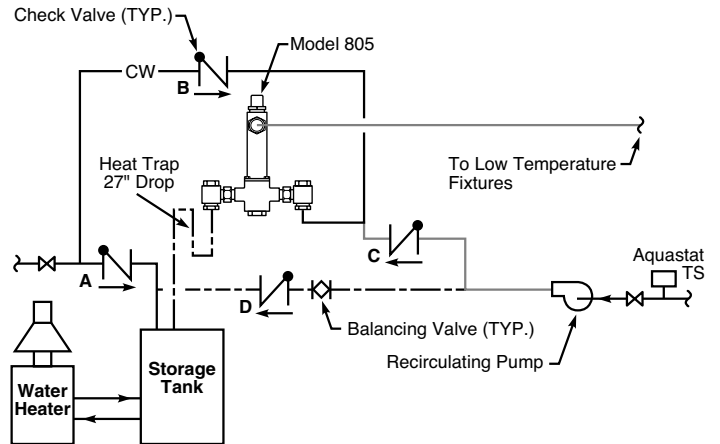 Check Valve (TYP.)
Model 805
CW
B
Heat Trap
27" Drop
To Low Temperature
Fixtures
A
C
Aquastat
TS
D
Balancing Valve (TYP.)
Recirculating Pump
Water
Heater
Storage
Tank